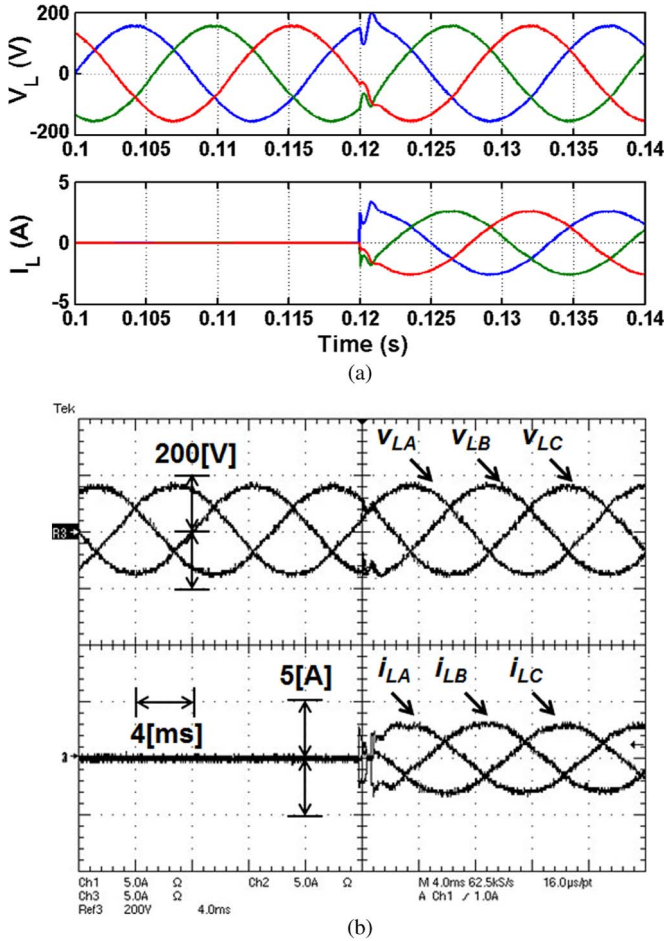 200
V_L (V)
0
-200
0.1 0.105 0.11 0.115 0.12 0.125 0.13 0.135 0.14
5
I_L (A)
0
-5
0.1 0.105 0.11 0.115 0.12 0.125 0.13 0.135 0.14
Time (s)
(a)
Tek
200[V]
v_LA v_LB v_LC
R3
5[A]
i_LA i_LB i_LC
4[ms]
3
Ch1 5.0A Ω Ch2 5.0A Ω M 4.0ms 62.5kS/s 16.0µs/pt
Ch3 5.0A Ω A Ch1 / 1.0A
Ref3 200V 4.0ms
(b)